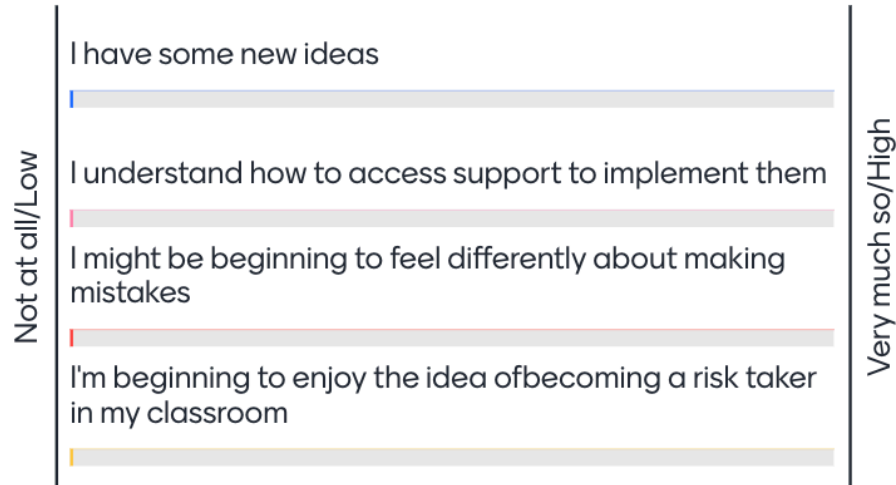 I have some new ideas
I understand how to access support to implement them
I might be beginning to feel differently about making
mistakes
I'm beginning to enjoy the idea ofbecoming a risk taker
in my classroom
Not at all/Low
Very much so/High